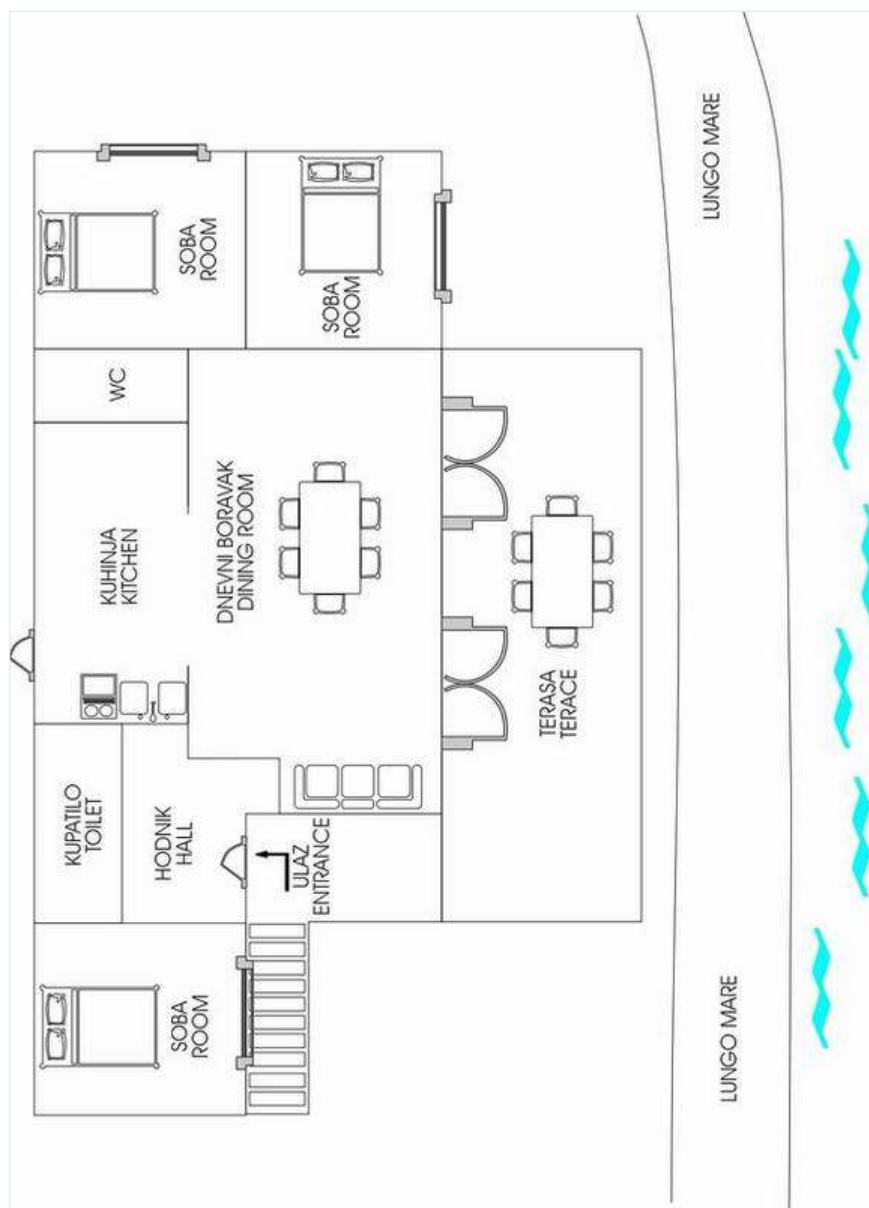 LUNGO MARE
SOBA
ROOM
SOBA
ROOM
WC
KUHINJA
KITCHEN
DNEVNI BORAVAK
DINING ROOM
TERASA
TERACE
KUPATILO
TOILET
HODNIK
HALL
ULAZ
ENTRANCE
SOBA
ROOM
LUNGO MARE